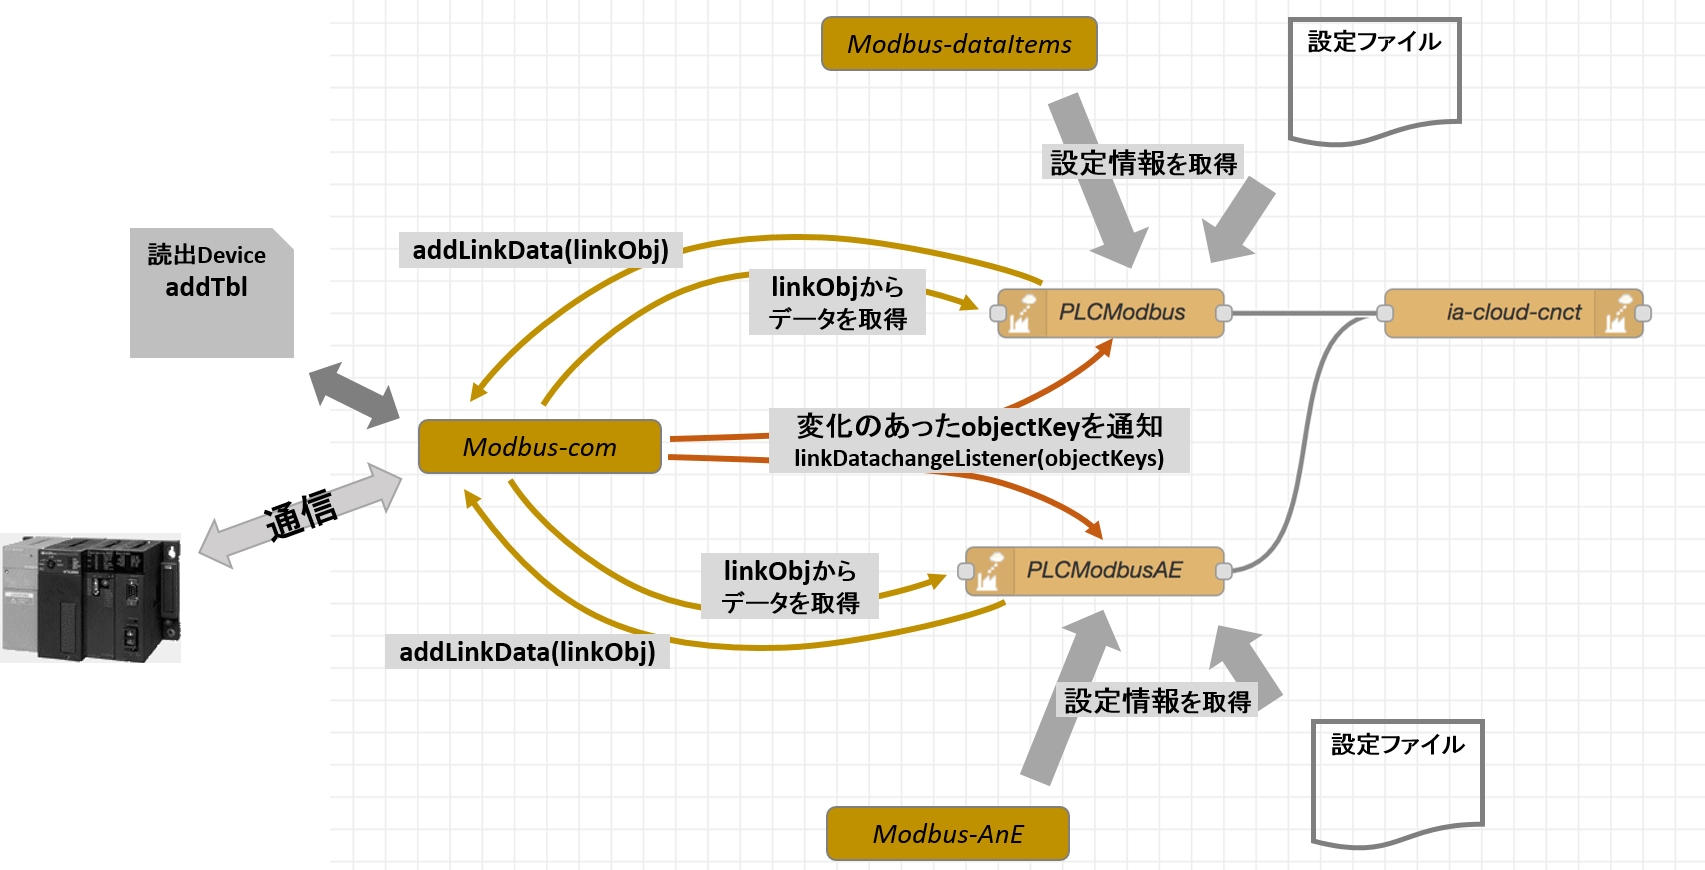 Modbus-dataItems
設定ファイル
設定情報を取得
読出Device
addTbl
addLinkData(linkObj)
linkObjから
データを取得
PLCModbus
ia-cloud-cnct
変化のあったobjectKeyを通知
linkDatachangeListener(objectKeys)
Modbus-com
通信
linkObjから
データを取得
PLCModbusAE
addLinkData(linkObj)
設定情報を取得
設定ファイル
Modbus-AnE